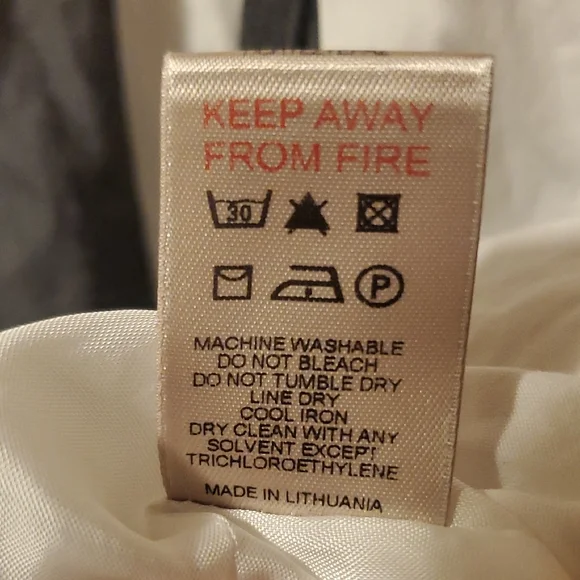 KEEP AWAY
FROM FIRE
30
P
MACHINE WASHABLE
DO NOT BLEACH
DO NOT TUMBLE DRY
LINE DRY
COOL IRON
DRY CLEAN WITH ANY
SOLVENT EXCEPT
TRICHLOROETHYLENE
MADE IN LITHUANIA